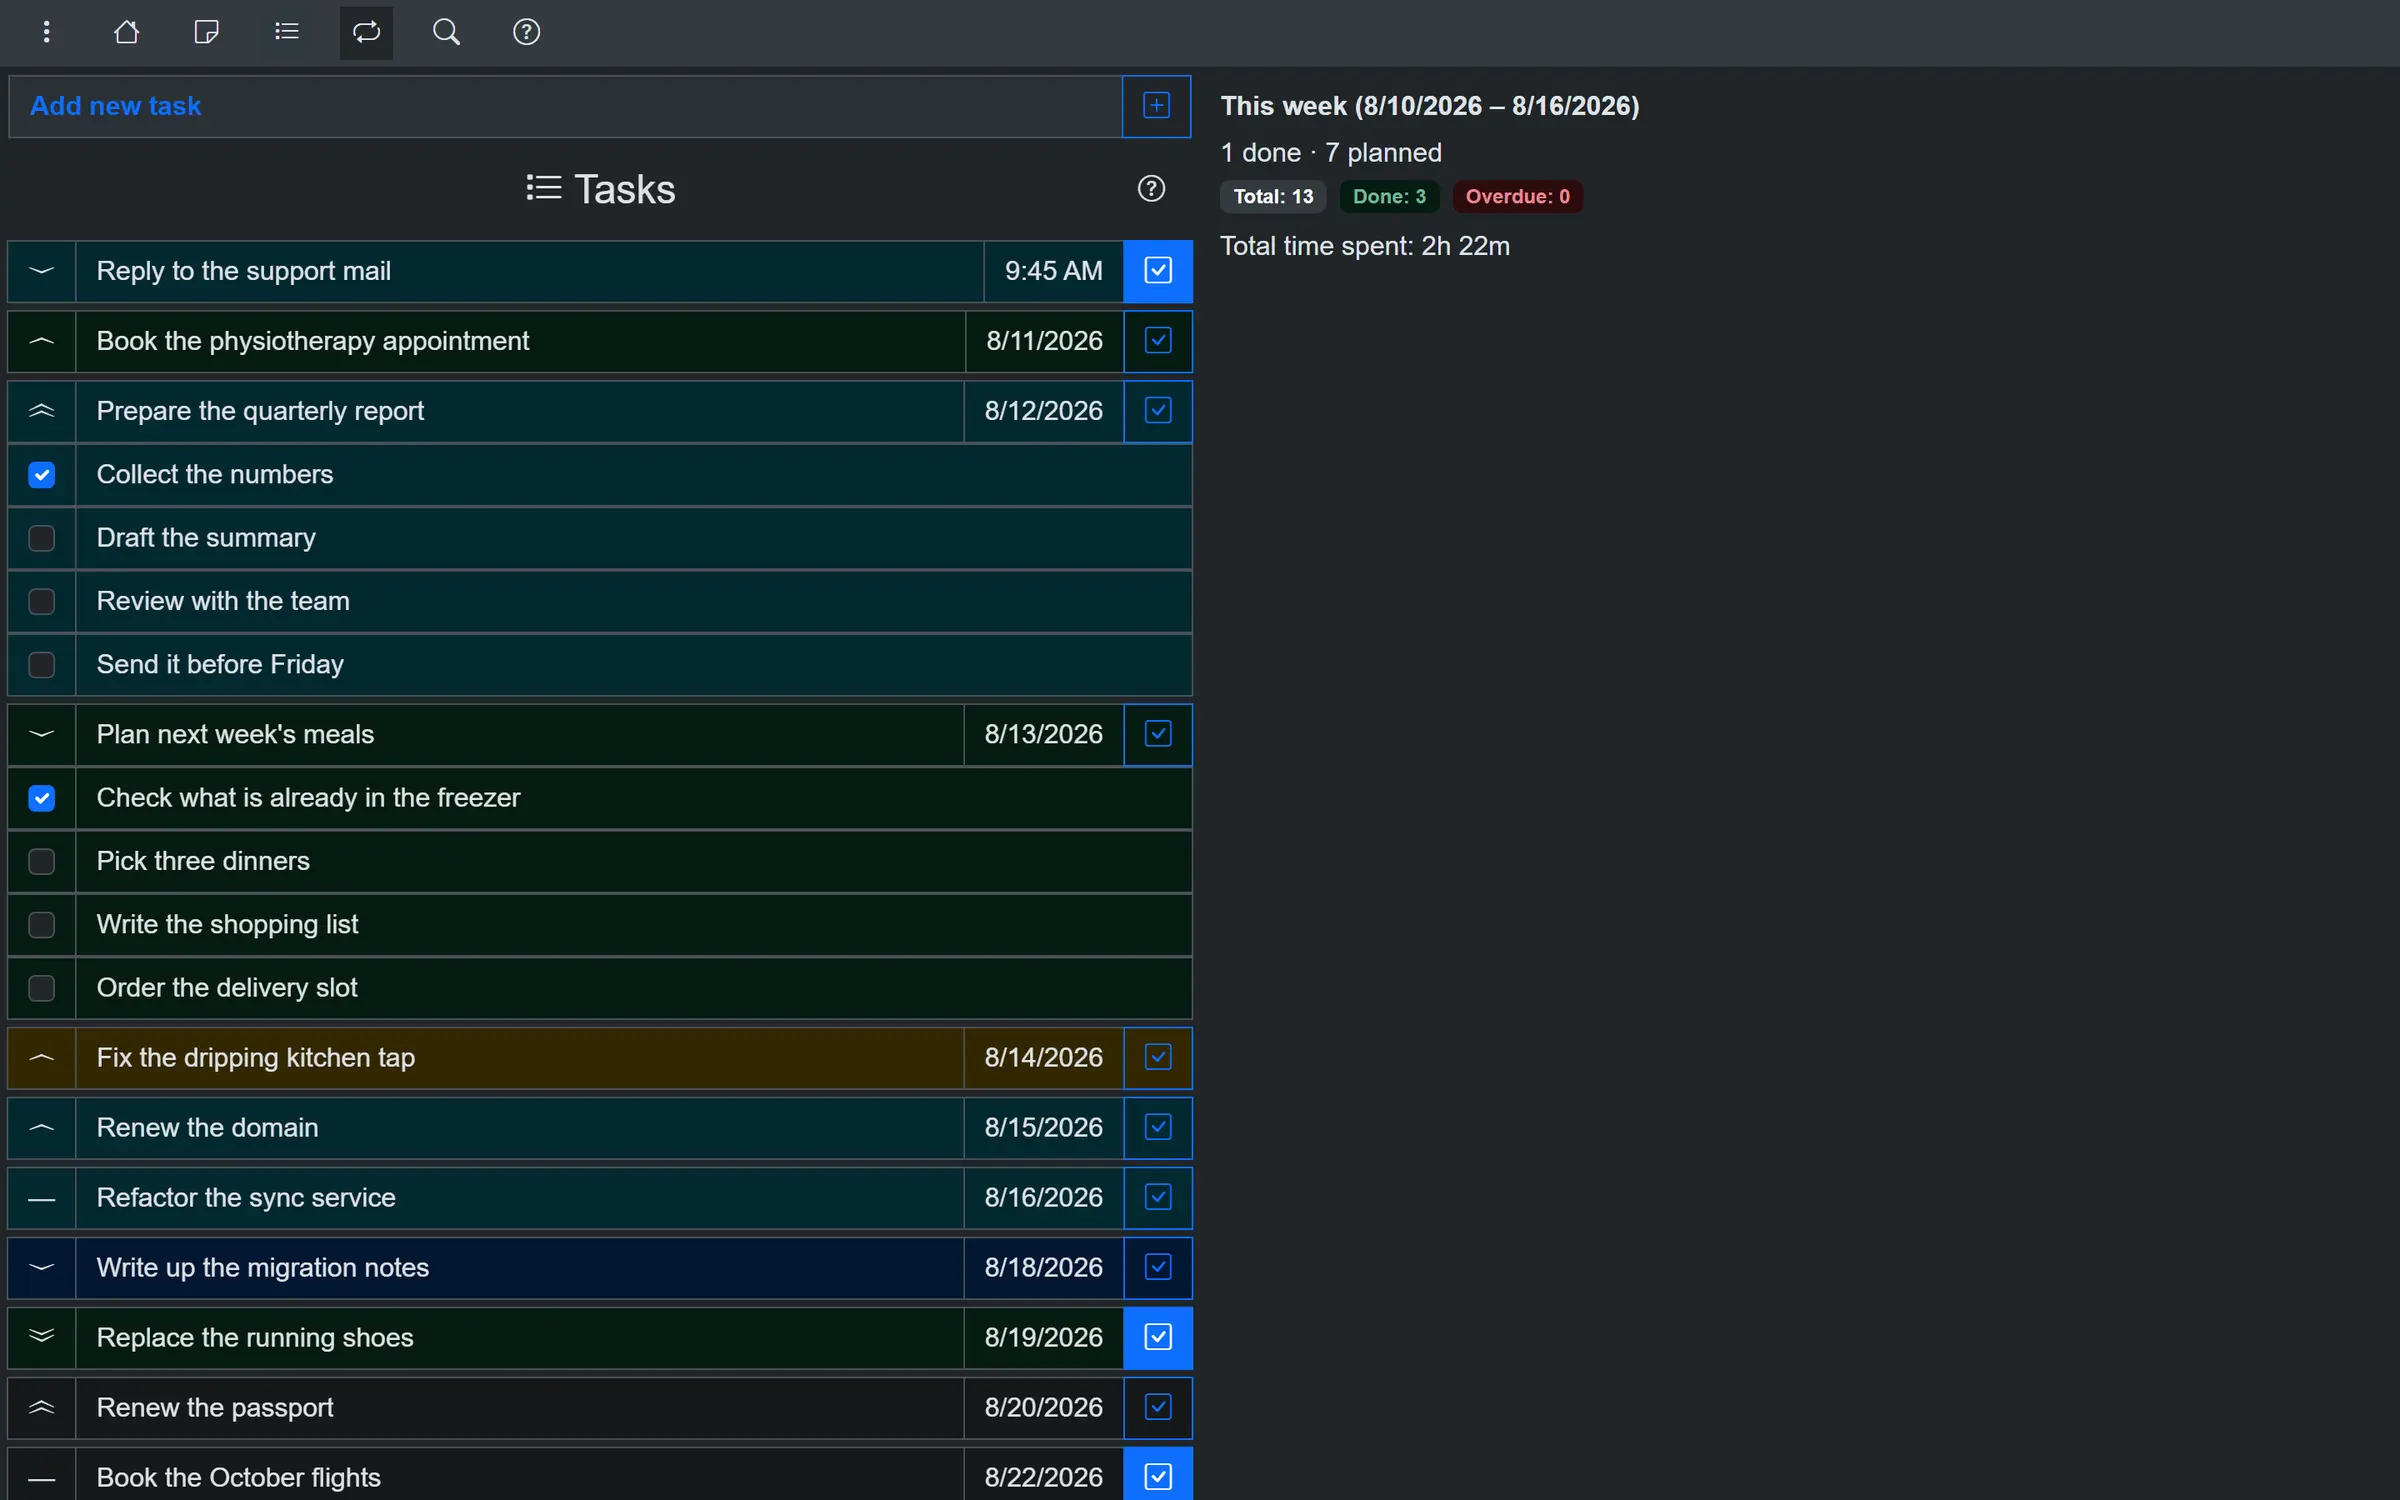 Add new task
This week (8/10/2026 – 8/16/2026)
1 done · 7 planned
Total: 13 Done: 3 Overdue: 0
Total time spent: 2h 22m
Tasks
Reply to the support mail 9:45 AM
Book the physiotherapy appointment 8/11/2026
Prepare the quarterly report 8/12/2026
Collect the numbers
Draft the summary
Review with the team
Send it before Friday
Plan next week's meals 8/13/2026
Check what is already in the freezer
Pick three dinners
Write the shopping list
Order the delivery slot
Fix the dripping kitchen tap 8/14/2026
Renew the domain 8/15/2026
Refactor the sync service 8/16/2026
Write up the migration notes 8/18/2026
Replace the running shoes 8/19/2026
Renew the passport 8/20/2026
Book the October flights 8/22/2026